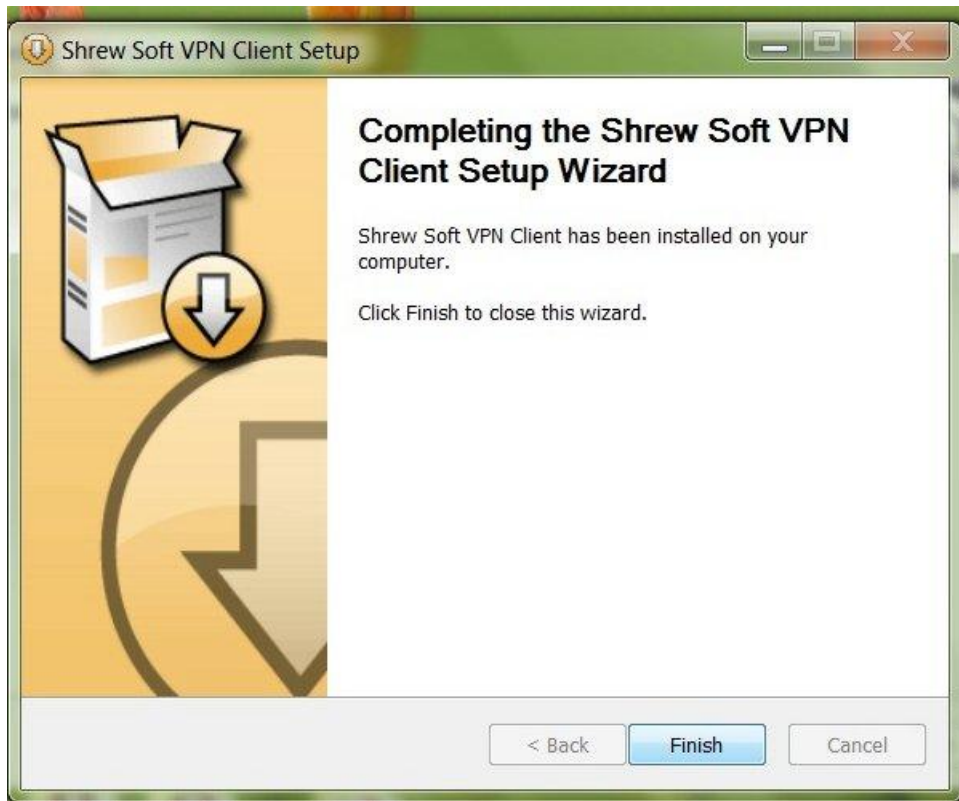 Shrew Soft VPN Client Setup
Completing the Shrew Soft VPN
Client Setup Wizard
Shrew Soft VPN Client has been installed on your
computer.
Click Finish to close this wizard.
< Back
Finish
Cancel